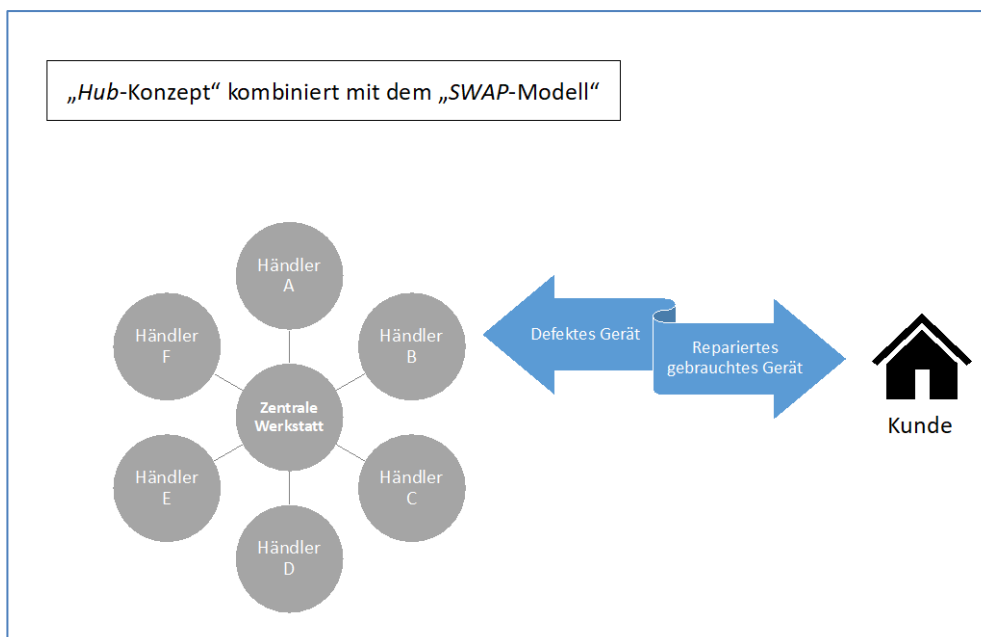 „Hub-Konzept“ kombiniert mit dem „SWAP-Modell“
Händler
A
Händler
F
Händler
B
Defektes Gerät
Repariertes
gebrauchtes Gerät
Zentrale
Werkstatt
Kunde
Händler
E
Händler
C
Händler
D